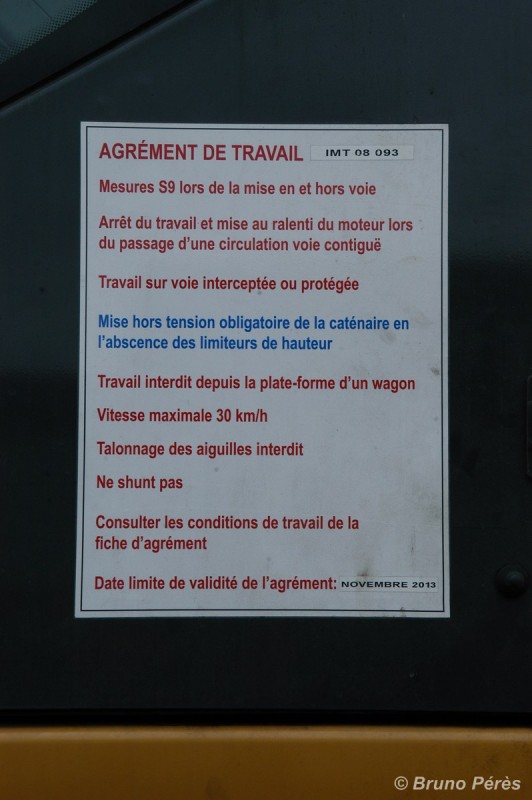 AGRÉMENT DE TRAVAIL IMT 08 093
Mesures S9 lors de la mise en et hors voie
Arrêt du travail et mise au ralenti du moteur lors
du passage d'une circulation voie contiguë
Travail sur voie interceptée ou protégée
Mise hors tension obligatoire de la caténaire en
l'abscence des limiteurs de hauteur
Travail interdit depuis la plate-forme d'un wagon
Vitesse maximale 30 km/h
Talonnage des aiguilles interdit
Ne shunt pas
Consulter les conditions de travail de la
fiche d'agrément
Date limite de validité de l'agrément: NOVEMBRE 2013
© Bruno Pérès